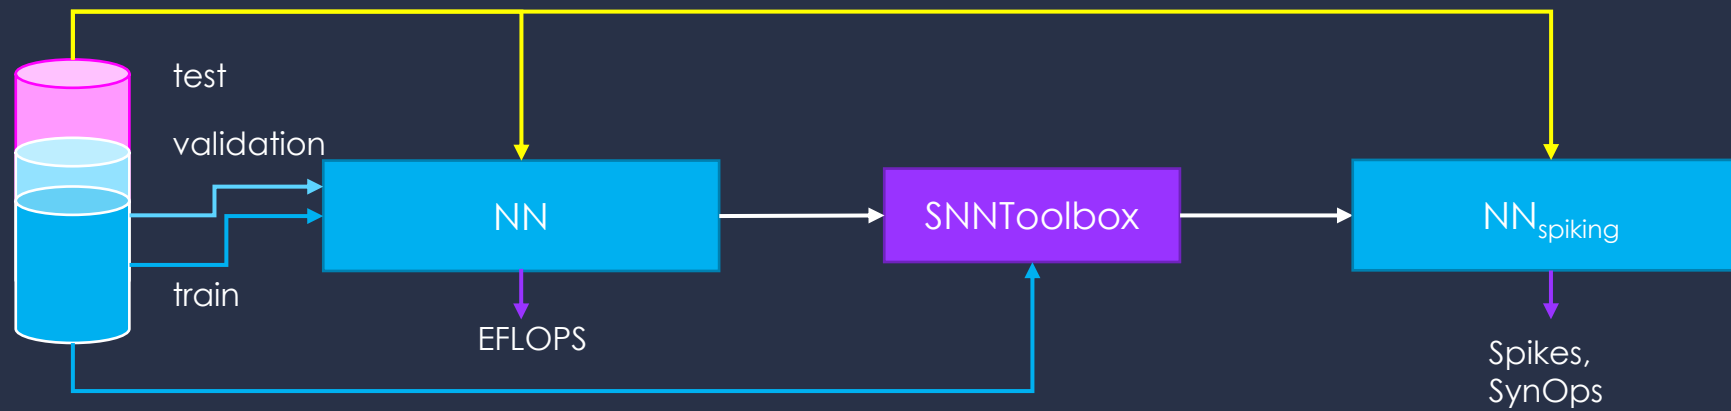 test
validation
train
NN
EFLOPS
SNNToolbox
NNspiking
Spikes,
SynOps